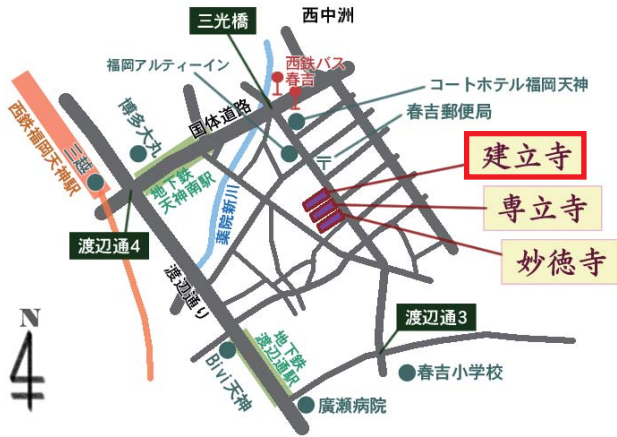 西中洲
三光橋
西鉄バス
春吉
福岡アルティーイン
コートホテル福岡天神
春吉郵便局
博多大丸
国体道路
三越
西鉄福岡天神駅
地下鉄
天神南駅
薬院新川
建立寺
専立寺
妙徳寺
渡辺通4
渡辺通り
渡辺通3
地下鉄
渡辺通駅
Bivi天神
春吉小学校
廣瀬病院
N